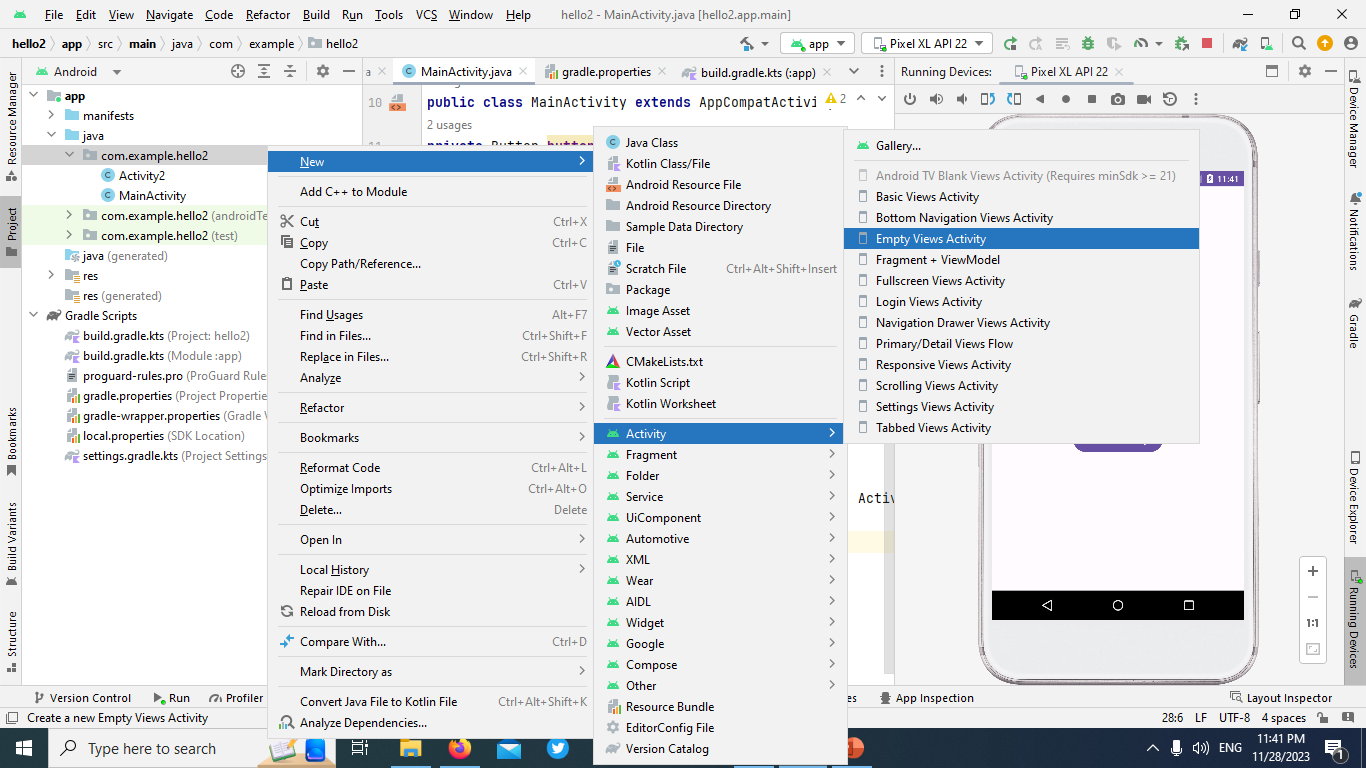 File Edit View Navigate Code Refactor Build Run Tools VCS Window Help hello2 - MainActivity.java [hello2.app.main]
hello2 app src main java com example hello2 app Pixel XL API 22
Android
a MainActivity.java gradle.properties build.gradle.kts (:app)
Running Devices: Pixel XL API 22
Resource Manager
Project
Bookmarks
Build Variants
Structure
app
manifests
java
com.example.hello2
Activity2
MainActivity
com.example.hello2 (androidTe
com.example.hello2 (test)
java (generated)
res
res (generated)
Gradle Scripts
build.gradle.kts (Project: hello2)
build.gradle.kts (Module :app)
proguard-rules.pro (ProGuard Rule
gradle.properties (Project Propertie
gradle-wrapper.properties (Gradle V
local.properties (SDK Location)
settings.gradle.kts (Project Settings
10 public class MainActivity extends AppCompatActivi 2
2 usages
11 private Button butto
Activ
New
Add C++ to Module
Cut Ctrl+X
Copy Ctrl+C
Copy Path/Reference...
Paste Ctrl+V
Find Usages Alt+F7
Find in Files... Ctrl+Shift+F
Replace in Files... Ctrl+Shift+R
Analyze
Refactor
Bookmarks
Reformat Code Ctrl+Alt+L
Optimize Imports Ctrl+Alt+O
Delete... Delete
Open In
Local History
Repair IDE on File
Reload from Disk
Compare With... Ctrl+D
Mark Directory as
Convert Java File to Kotlin File Ctrl+Alt+Shift+K
Analyze Dependencies...
Java Class
Kotlin Class/File
Android Resource File
Android Resource Directory
Sample Data Directory
File
Scratch File Ctrl+Alt+Shift+Insert
Package
Image Asset
Vector Asset
CMakeLists.txt
Kotlin Script
Kotlin Worksheet
Activity
Fragment
Folder
Service
UiComponent
Automotive
XML
Wear
AIDL
Widget
Google
Compose
Other
Resource Bundle
EditorConfig File
Version Catalog
Gallery...
Android TV Blank Views Activity (Requires minSdk >= 21)
Basic Views Activity
Bottom Navigation Views Activity
Empty Views Activity
Fragment + ViewModel
Fullscreen Views Activity
Login Views Activity
Navigation Drawer Views Activity
Primary/Detail Views Flow
Responsive Views Activity
Scrolling Views Activity
Settings Views Activity
Tabbed Views Activity
11:41
1:1
Device Manager
Notifications
Gradle
Device Explorer
Running Devices
Version Control Run Profiler es App Inspection Layout Inspector
Create a new Empty Views Activity 28:6 LF UTF-8 4 spaces
Type here to search ENG 11:41 PM
11/28/2023
1